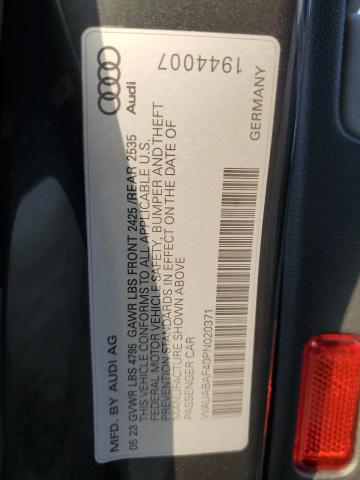 Audi
1944007
MFD. BY AUDI AG
GERMANY
05 23 GVWR LBS 4795 GAWR LBS FRONT 2425 /REAR 2535
THIS VEHICLE CONFORMS TO ALL APPLICABLE U.S.
FEDERAL MOTOR VEHICLE SAFETY, BUMPER AND THEFT
PREVENTION STANDARDS IN EFFECT ON THE DATE OF
MANUFACTURE SHOWN ABOVE
PASSENGER CAR
WAUABAF40PN020371